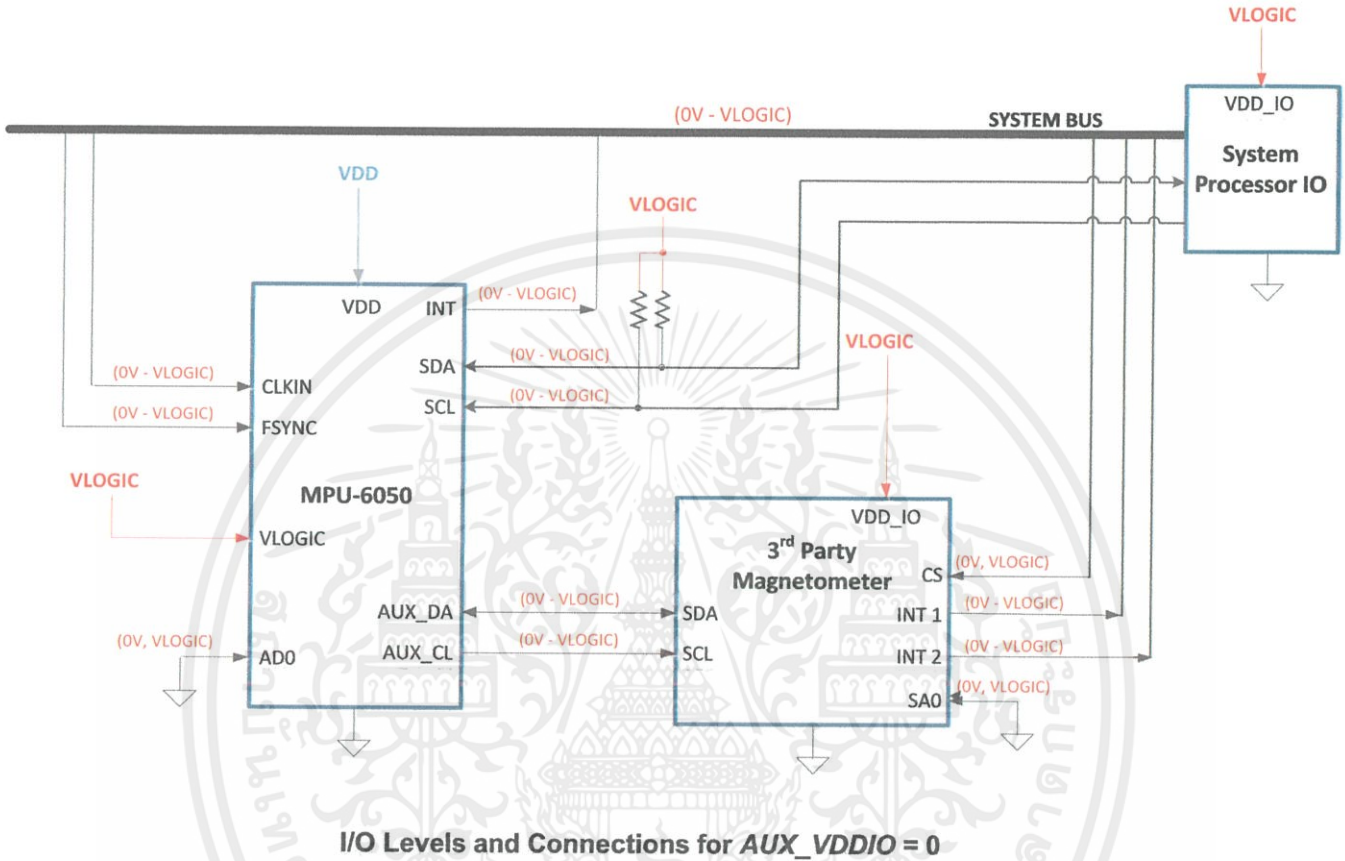 VLOGIC
VDD_IO
System
Processor IO
(0V - VLOGIC)
SYSTEM BUS
VDD
VLOGIC
VDD
INT
(0V - VLOGIC)
SDA
(0V - VLOGIC)
SCL
(0V - VLOGIC)
(0V - VLOGIC)
CLKIN
(0V - VLOGIC)
FSYNC
MPU-6050
VLOGIC
VLOGIC
(0V, VLOGIC)
AD0
AUX_DA
(0V - VLOGIC)
AUX_CL
(0V - VLOGIC)
VLOGIC
VDD_IO
3rd Party
Magnetometer
SDA
SCL
CS
(0V, VLOGIC)
INT 1
(0V - VLOGIC)
INT 2
(0V - VLOGIC)
SA0
(0V, VLOGIC)
I/O Levels and Connections for AUX_VDDIO = 0